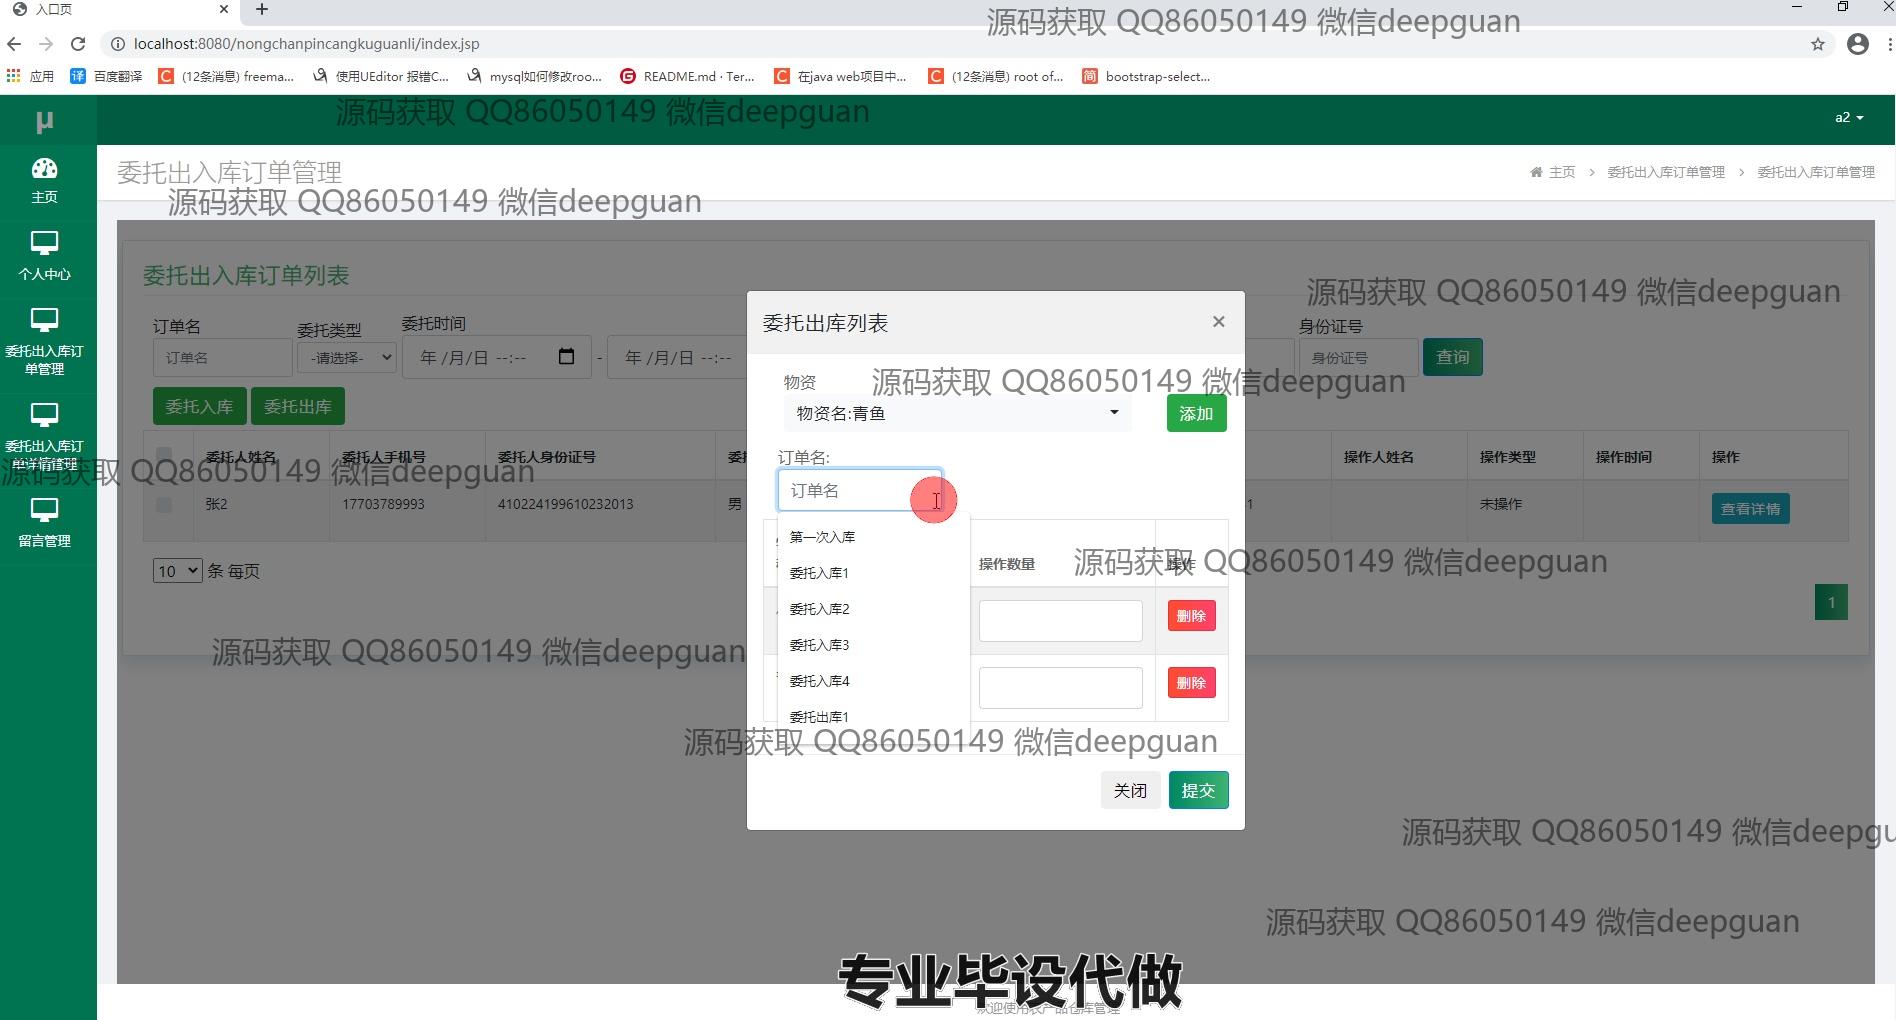 入口页
源码获取 QQ86050149 微信deepguan
localhost:8080/nongchanpincangkuguanli/index.jsp
应用
百度翻译
(12条消息) freema...
使用UEditor 报错C...
mysql如何修改roo...
README.md · Ter...
在java web项目中...
(12条消息) root of...
bootstrap-select...
源码获取 QQ86050149 微信deepguan
μ
a2
主页
个人中心
委托出入库订
单管理
委托出入库订
单详情管理
留言管理
委托出入库订单管理
主页
委托出入库订单管理
委托出入库订单管理
源码获取 QQ86050149 微信deepguan
委托出入库订单列表
源码获取 QQ86050149 微信deepguan
订单名
委托类型
委托时间
身份证号
订单名
-请选择-
年 /月/日 --:--
-
年 /月/日 --:--
身份证号
查询
委托入库
委托出库
委托人姓名
委托人手机号
委托人身份证号
操作人姓名
操作类型
操作时间
操作
源码获取 QQ86050149 微信deepguan
张2
17703789993
410224199610232013
男
1
未操作
查看详情
10
条 每页
1
委托出库列表
×
物资
源码获取 QQ86050149 微信deepguan
物资名:青鱼
添加
订单名:
订单名
第一次入库
委托入库1
委托入库2
委托入库3
委托入库4
委托出库1
操作数量
操作
源码获取 QQ86050149 微信deepguan
删除
删除
源码获取 QQ86050149 微信deepguan
源码获取 QQ86050149 微信deepguan
关闭
提交
源码获取 QQ86050149 微信deepgu
源码获取 QQ86050149 微信deepguan
专业毕设代做
欢迎使用农产品仓库管理